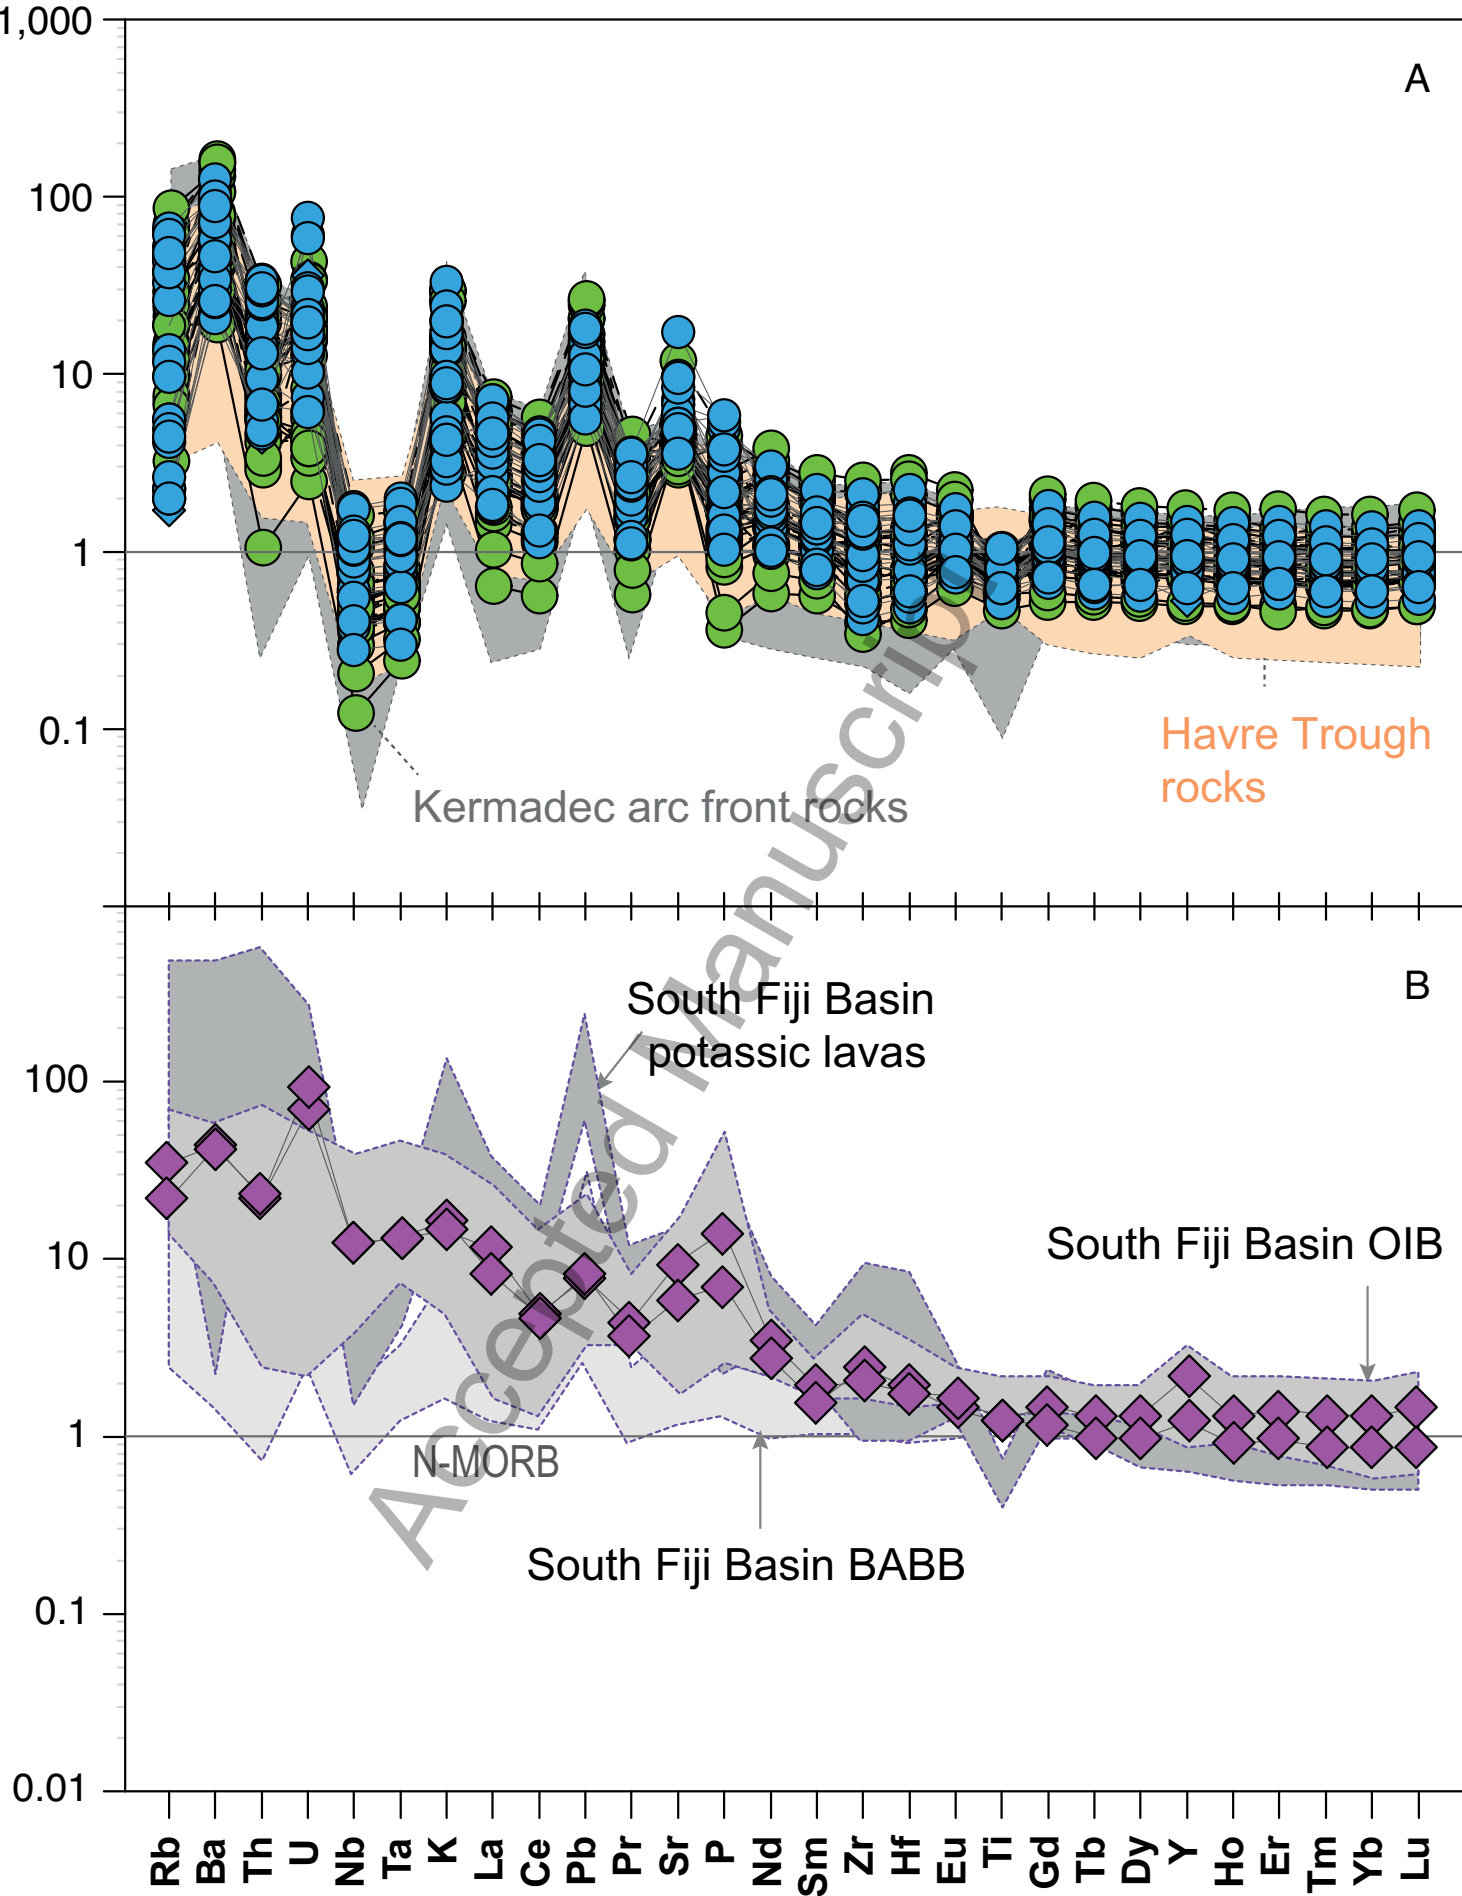 1,000
A
100
10
1
0.1
Havre Trough
rocks
Kermadec arc front rocks
B
South Fiji Basin
potassic lavas
100
South Fiji Basin OIB
10
1
N-MORB
South Fiji Basin BABB
0.1
0.01
Rb Ba Th U Nb Ta K La Ce Pb Pr Sr P Nd Sm Zr Hf Eu Ti Gd Tb Dy Y Ho Er Tm Yb Lu
Accepted Manuscript